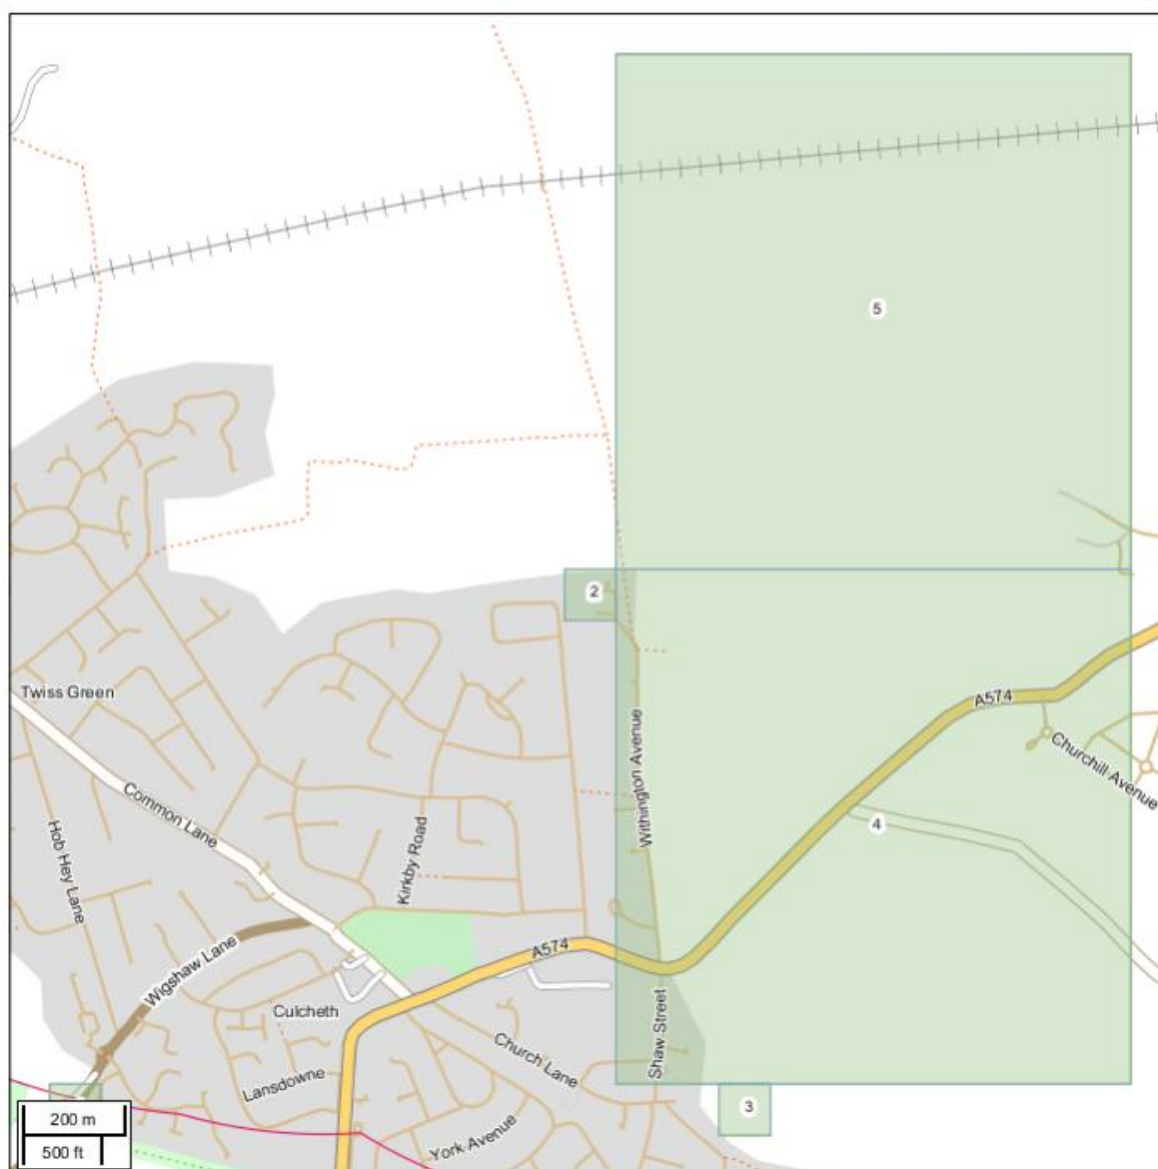 5
2
Twiss Green
A574
Withington Avenue
Churchill Avenue
Common Lane
Kirkby Road
4
Hob Hey Lane
A574
Wigshaw Lane
Culcheth
Shaw Street
Church Lane
Lansdowne
3
200 m
York Avenue
500 ft